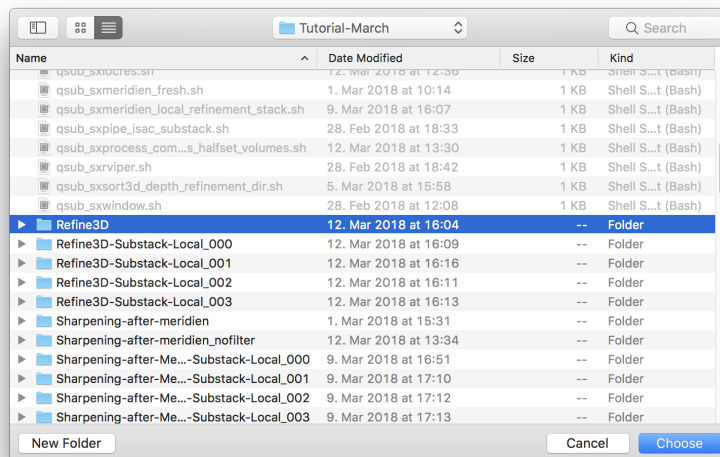 Tutorial-March Search
Name Date Modified Size Kind
qsub_sxlocres.sh 12. Mar 2018 at 12:36 1 KB Shell S...t (Bash)
qsub_sxmeridien_fresh.sh 1. Mar 2018 at 10:14 1 KB Shell S...t (Bash)
qsub_sxmeridien_local_refinement_stack.sh 9. Mar 2018 at 16:07 1 KB Shell S...t (Bash)
qsub_sxpipe_isac_substack.sh 28. Feb 2018 at 18:33 1 KB Shell S...t (Bash)
qsub_sxprocess_com...s_halfset_volumes.sh 12. Mar 2018 at 13:30 1 KB Shell S...t (Bash)
qsub_sxrviper.sh 28. Feb 2018 at 18:42 1 KB Shell S...t (Bash)
qsub_sxsort3d_depth_refinement_dir.sh 5. Mar 2018 at 15:58 1 KB Shell S...t (Bash)
qsub_sxwindow.sh 28. Feb 2018 at 12:08 1 KB Shell S...t (Bash)
Refine3D 12. Mar 2018 at 16:04 -- Folder
Refine3D-Substack-Local_000 12. Mar 2018 at 16:09 -- Folder
Refine3D-Substack-Local_001 12. Mar 2018 at 16:16 -- Folder
Refine3D-Substack-Local_002 12. Mar 2018 at 16:11 -- Folder
Refine3D-Substack-Local_003 12. Mar 2018 at 16:13 -- Folder
Sharpening-after-meridien 1. Mar 2018 at 15:31 -- Folder
Sharpening-after-meridien_nofilter 12. Mar 2018 at 13:34 -- Folder
Sharpening-after-Me...-Substack-Local_000 9. Mar 2018 at 16:51 -- Folder
Sharpening-after-Me...-Substack-Local_001 9. Mar 2018 at 17:10 -- Folder
Sharpening-after-Me...-Substack-Local_002 9. Mar 2018 at 17:12 -- Folder
Sharpening-after-Me...-Substack-Local_003 9. Mar 2018 at 17:13 -- Folder
New Folder Cancel Choose